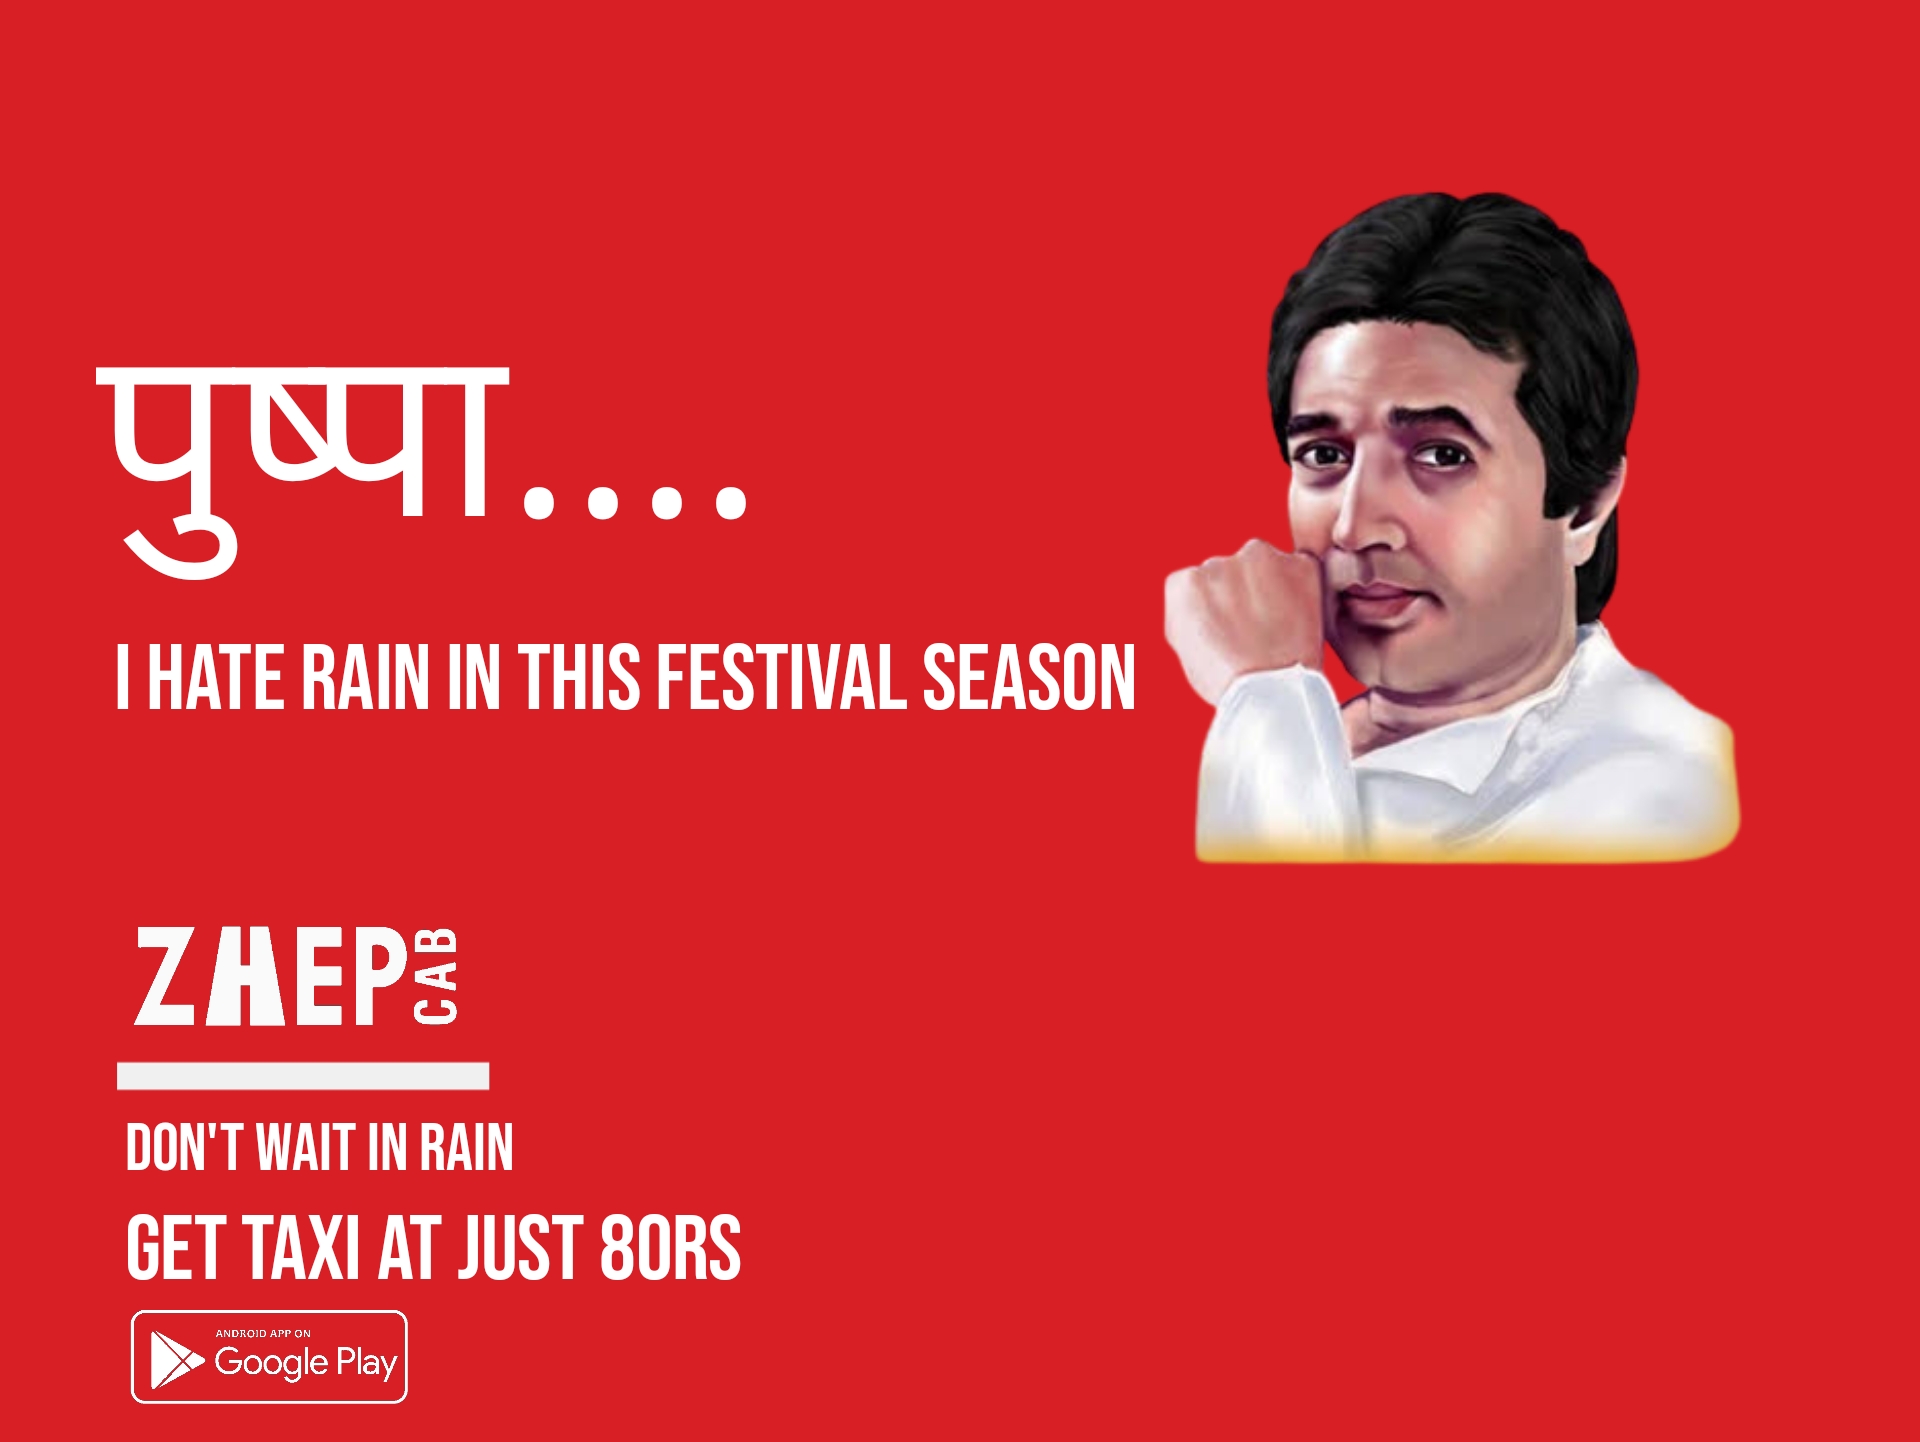 पुष्पा....
I HATE RAIN IN THIS FESTIVAL SEASON
ZHEP CAB
DON'T WAIT IN RAIN
GET TAXI AT JUST 80RS
ANDROID APP ON
Google Play